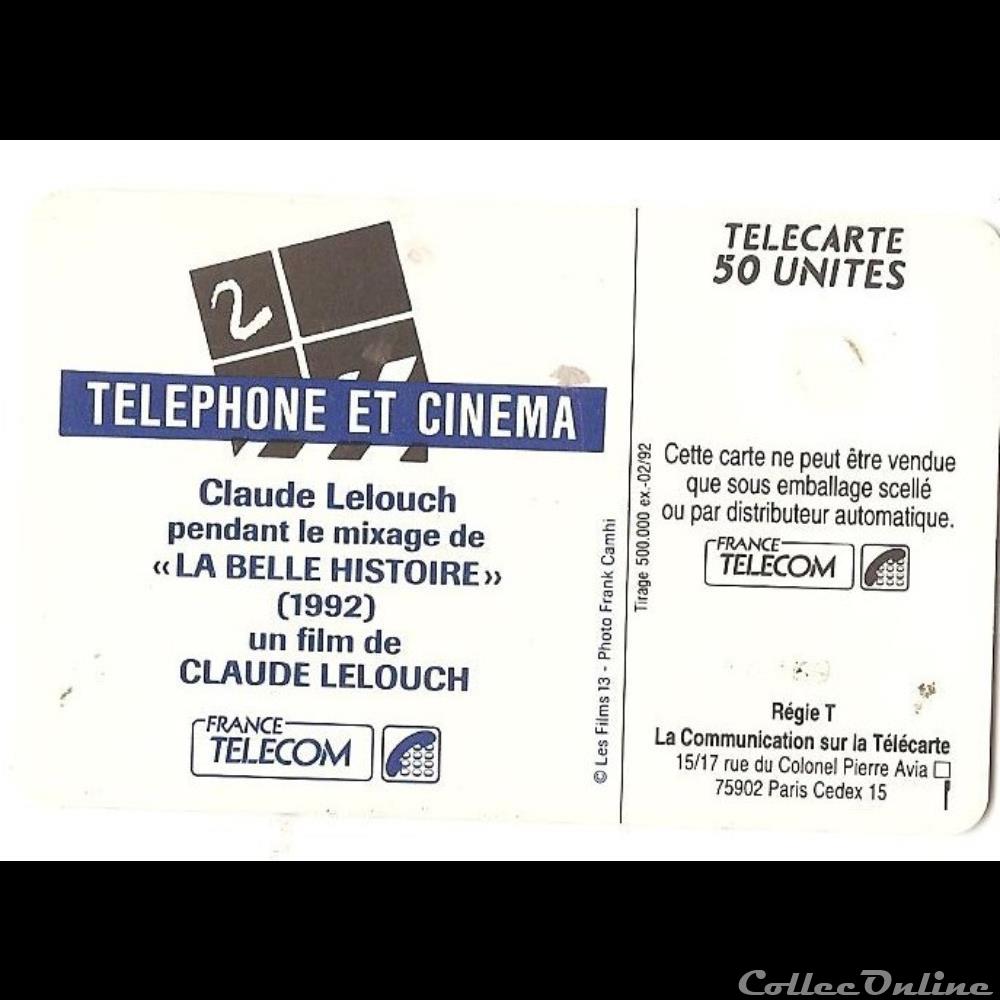 2
TELEPHONE ET CINEMA
Claude Lelouch
pendant le mixage de
«LA BELLE HISTOIRE»
(1992)
un film de
CLAUDE LELOUCH
FRANCE
TELECOM
© Les Films 13 - Photo Frank Camhi
Tirage 500.000 ex.-02/92
TELECARTE
50 UNITES
Cette carte ne peut être vendue
que sous emballage scellé
ou par distributeur automatique.
FRANCE
TELECOM
Régie T
La Communication sur la Télécarte
15/17 rue du Colonel Pierre Avia
75902 Paris Cedex 15
CollecOnline